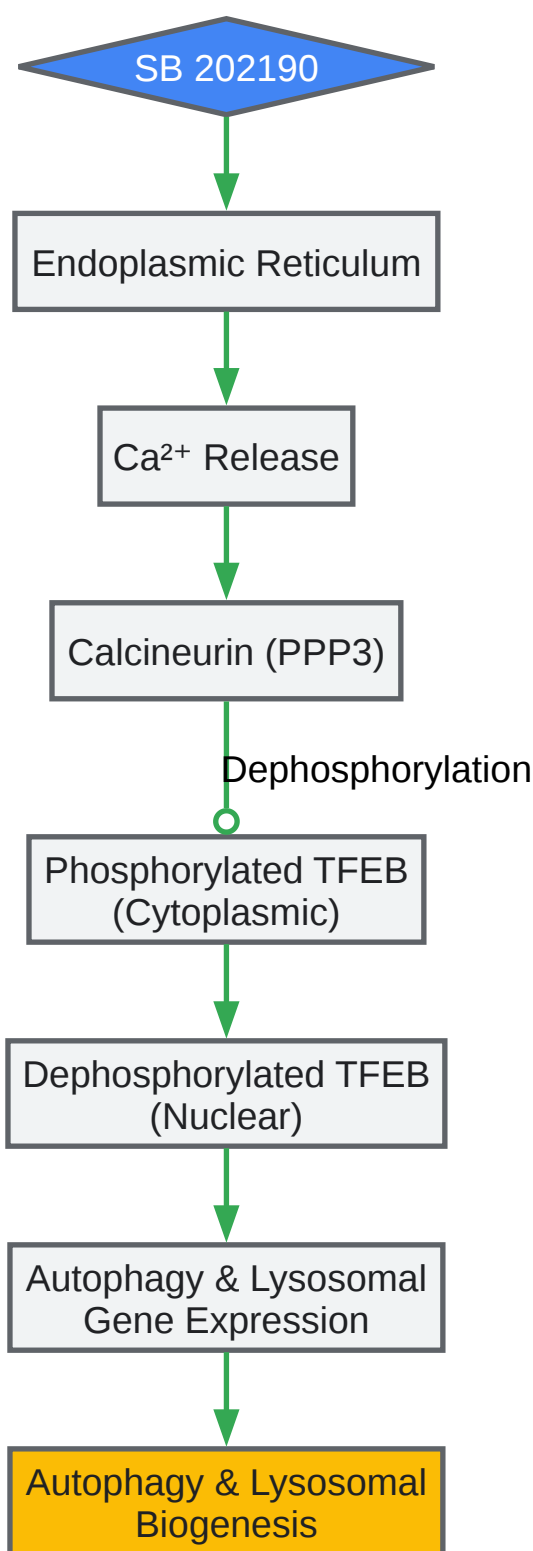 SB 202190
Endoplasmic Reticulum
Ca²⁺ Release
Calcineurin (PPP3)
Dephosphorylation
Phosphorylated TFEB
(Cytoplasmic)
Dephosphorylated TFEB
(Nuclear)
Autophagy & Lysosomal
Gene Expression
Autophagy & Lysosomal
Biogenesis